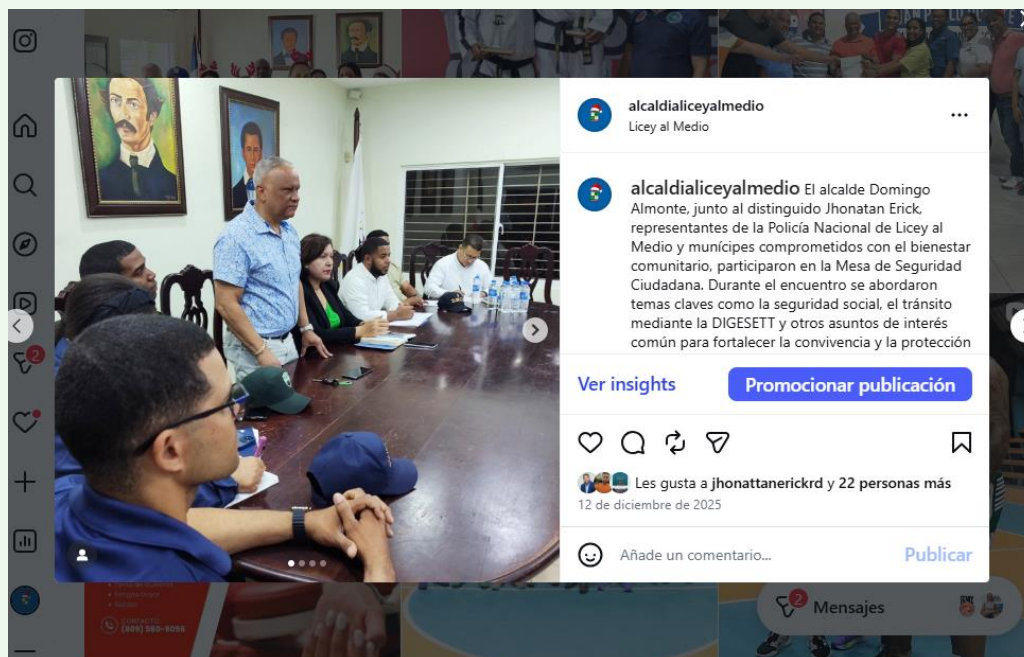 alcaldialiceyalmedio
Licey al Medio
alcaldialiceyalmedio El alcalde Domingo
Almonte, junto al distinguido Jhonatan Erick,
representantes de la Policía Nacional de Licey al
Medio y munícipes comprometidos con el bienestar
comunitario, participaron en la Mesa de Seguridad
Ciudadana. Durante el encuentro se abordaron
temas claves como la seguridad social, el tránsito
mediante la DIGESETT y otros asuntos de interés
común para fortalecer la convivencia y la protección
Ver insights
Promocionar publicación
Les gusta a jhonattanerickrd y 22 personas más
12 de diciembre de 2025
Añade un comentario...
Publicar
2
2
Mensajes
CONTACTO: